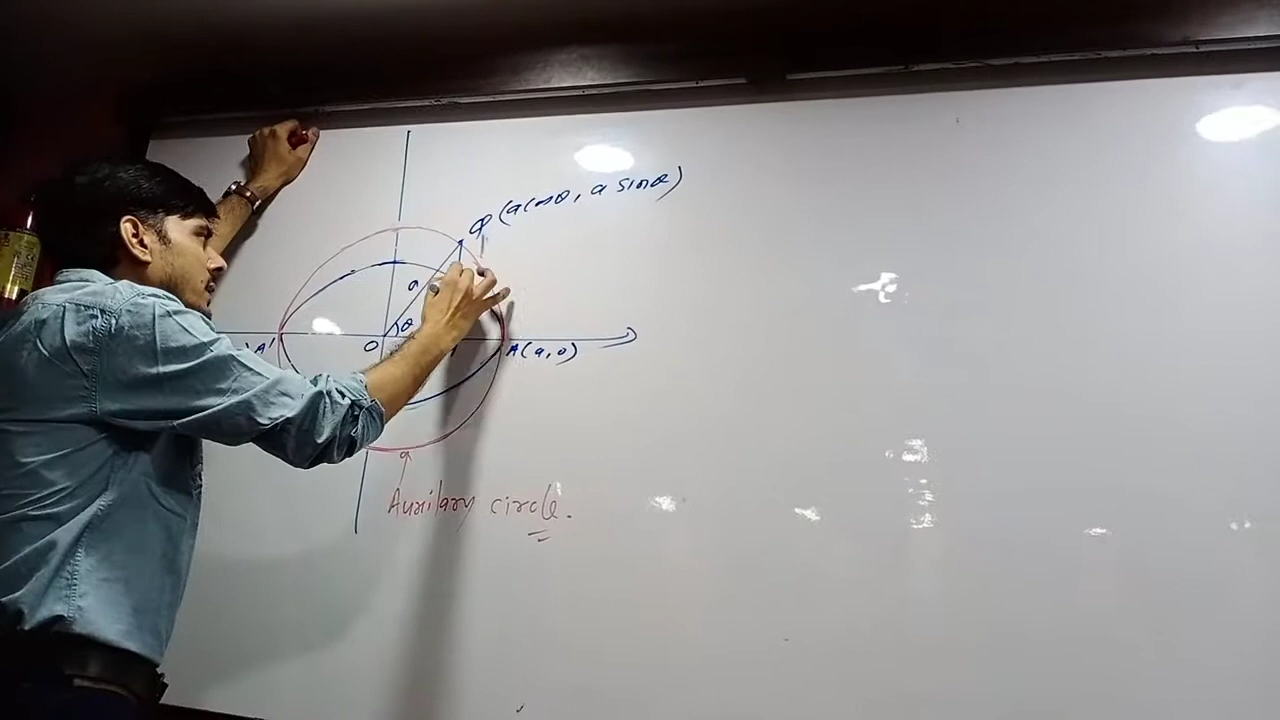 Q (a cosθ, a sinθ)
a
θ
A'
O
A(a, o)
Auxilary circle.